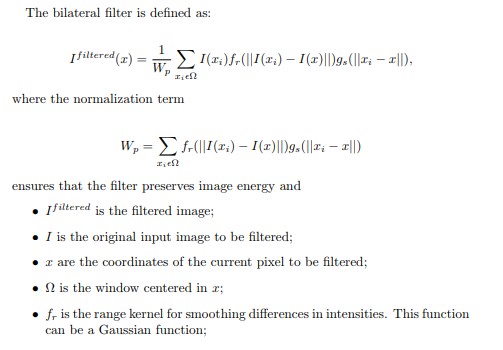 The bilateral filter is defined as:
I^{filtered}(x) = \frac{1}{W_p} \sum_{x_i \epsilon \Omega} I(x_i) f_r(||I(x_i) - I(x)||) g_s(||x_i - x||),
where the normalization term
W_p = \sum_{x_i \epsilon \Omega} f_r(||I(x_i) - I(x)||) g_s(||x_i - x||)
ensures that the filter preserves image energy and
• I^{filtered} is the filtered image;
• I is the original input image to be filtered;
• x are the coordinates of the current pixel to be filtered;
• Ω is the window centered in x;
• f_r is the range kernel for smoothing differences in intensities. This function
can be a Gaussian function;